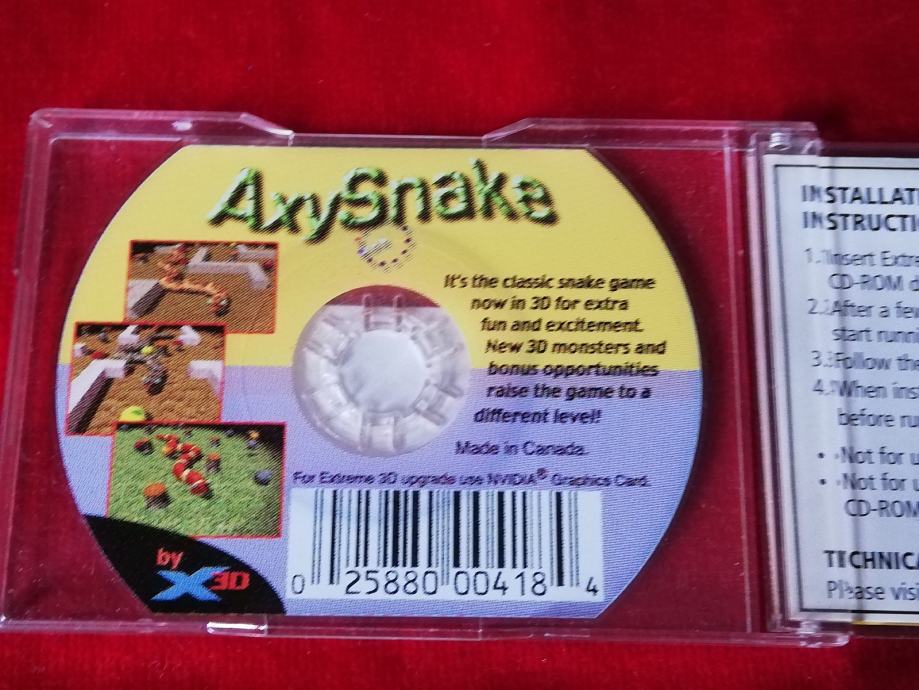 AxySnake
It's the classic snake game
now in 3D for extra
fun and excitement.
New 3D monsters and
bonus opportunities
raise the game to a
different level!
Made in Canada.
For Extreme 3D upgrade use NVIDIA® Graphics Card.
by
X3D
0 25880 00418 4
INSTALLAT
INSTRUCTI
1. Insert Extre
CD-ROM d
2. After a few
start runn
3. Follow the
4. When ins
before ru
• Not for u
• Not for u
CD-ROM
TECHNICA
Please visi